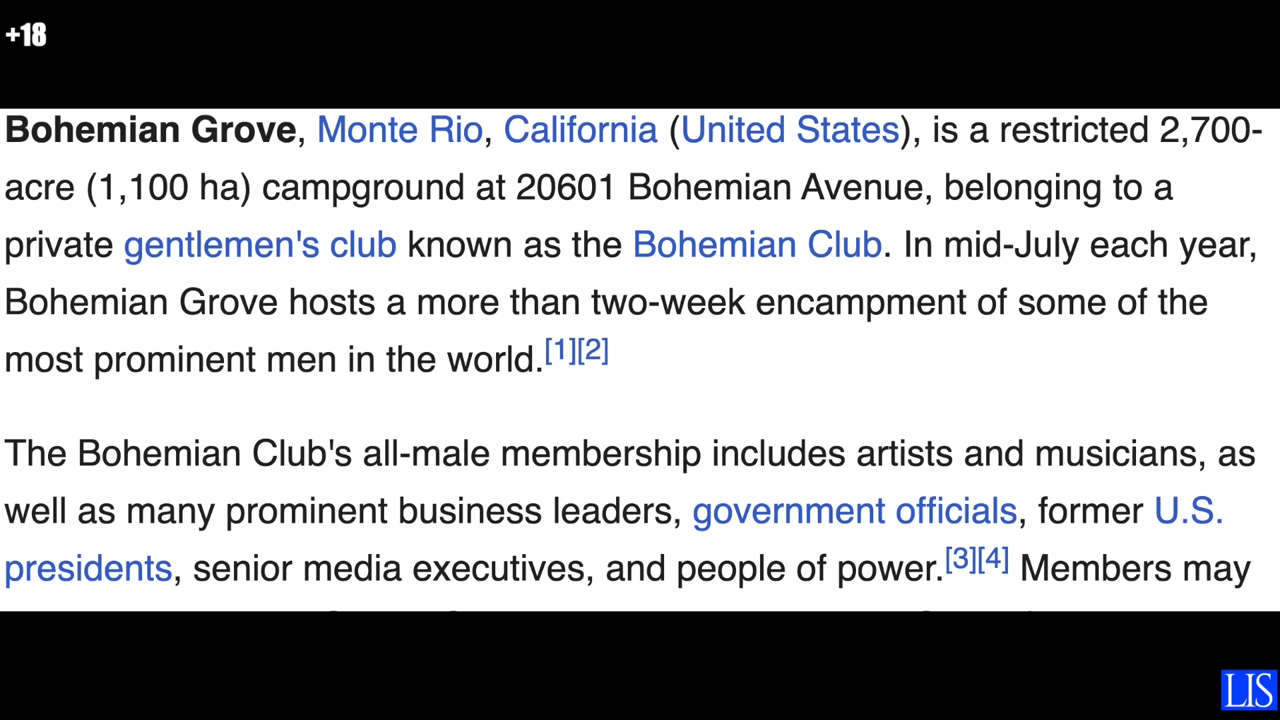 +18
Bohemian Grove, Monte Rio, California (United States), is a restricted 2,700-
acre (1,100 ha) campground at 20601 Bohemian Avenue, belonging to a
private gentlemen's club known as the Bohemian Club. In mid-July each year,
Bohemian Grove hosts a more than two-week encampment of some of the
most prominent men in the world.[1][2]
The Bohemian Club's all-male membership includes artists and musicians, as
well as many prominent business leaders, government officials, former U.S.
presidents, senior media executives, and people of power.[3][4] Members may
LIS